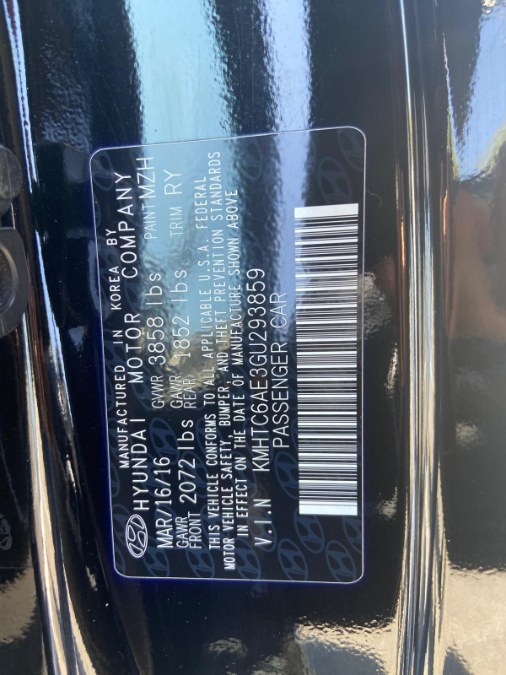 MANUFACTURED IN KOREA BY
HYUNDAI MOTOR COMPANY
MAR/16/16 GVWR 3858 lbs PAINT MZH
GAWR FRONT 2072 lbs GAWR REAR 1852 lbs TRIM RY
THIS VEHICLE CONFORMS TO ALL APPLICABLE U.S.A. FEDERAL
MOTOR VEHICLE SAFETY, BUMPER, AND THEFT PREVENTION STANDARDS
IN EFFECT ON THE DATE OF MANUFACTURE SHOWN ABOVE
V.I.N KMHTC6AE3GU293859
PASSENGER CAR